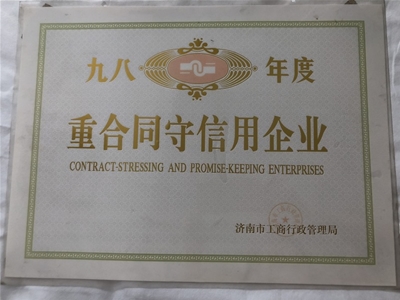 九八 年度
重合同守信用企业
CONTRACT-STRESSING AND PROMISE-KEEPING ENTERPRISES
济南市工商行政管理局